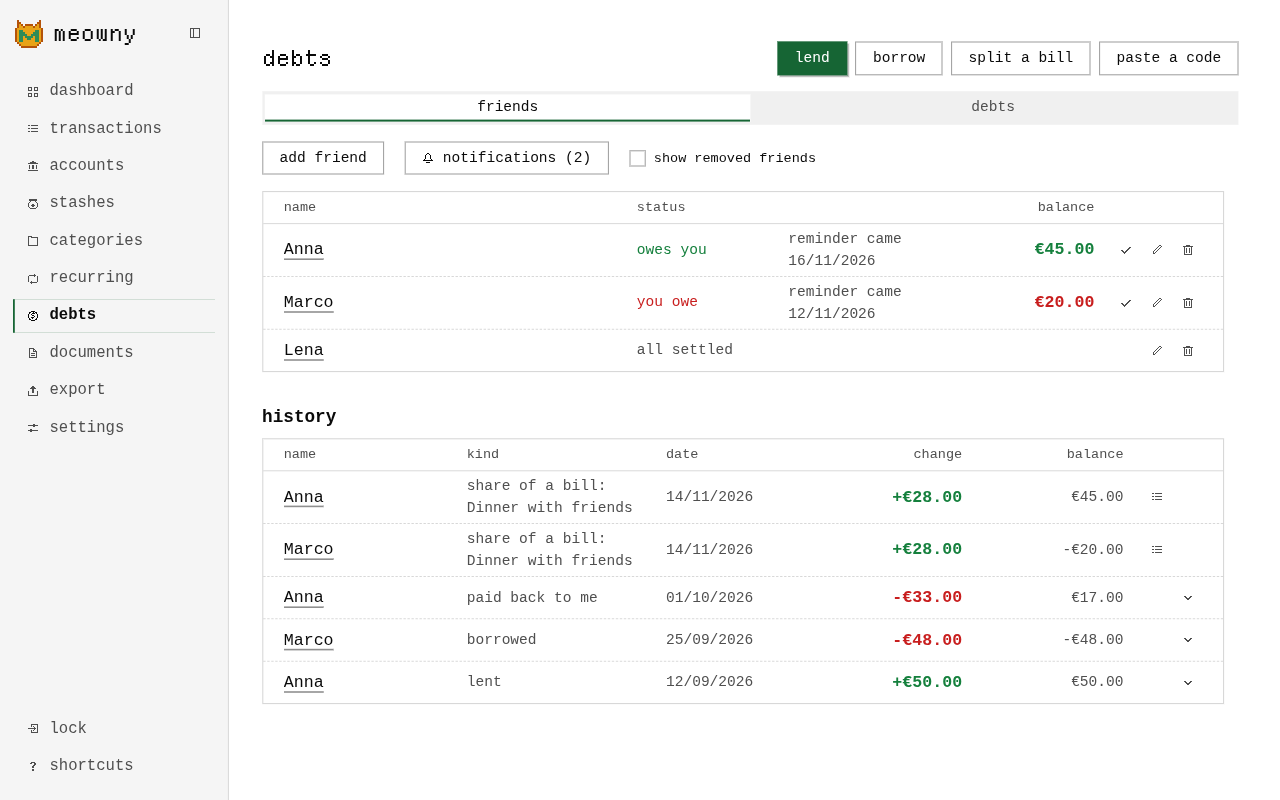 meowny
dashboard
transactions
accounts
stashes
categories
recurring
debts
documents
export
settings
lock
? shortcuts
debts
lend borrow split a bill paste a code
friends debts
add friend notifications (2) show removed friends
name status balance
Anna owes you reminder came 16/11/2026 €45.00
Marco you owe reminder came 12/11/2026 €20.00
Lena all settled
history
name kind date change balance
Anna share of a bill: Dinner with friends 14/11/2026 +€28.00 €45.00
Marco share of a bill: Dinner with friends 14/11/2026 +€28.00 -€20.00
Anna paid back to me 01/10/2026 -€33.00 €17.00
Marco borrowed 25/09/2026 -€48.00 -€48.00
Anna lent 12/09/2026 +€50.00 €50.00